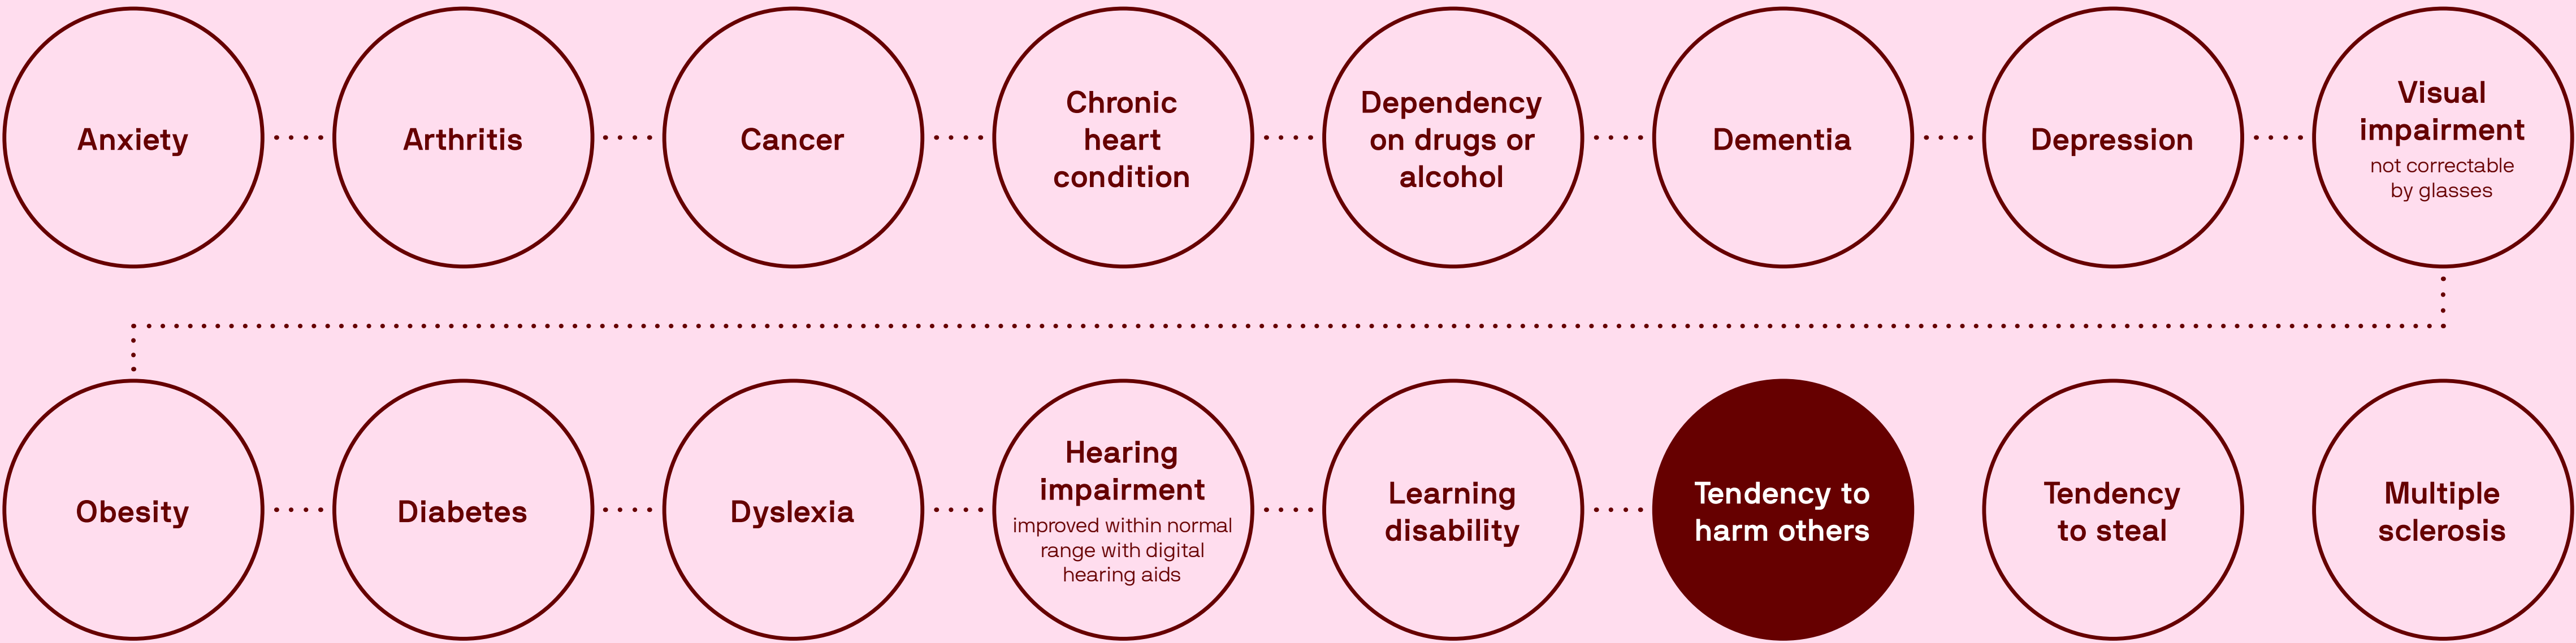 Anxiety
Arthritis
Cancer
Chronic
heart
condition
Dependency
on drugs or
alcohol
Dementia
Depression
Visual
impairment
not correctable
by glasses
Obesity
Diabetes
Dyslexia
Hearing
impairment
improved within normal
range with digital
hearing aids
Learning
disability
Tendency to
harm others
Tendency
to steal
Multiple
sclerosis